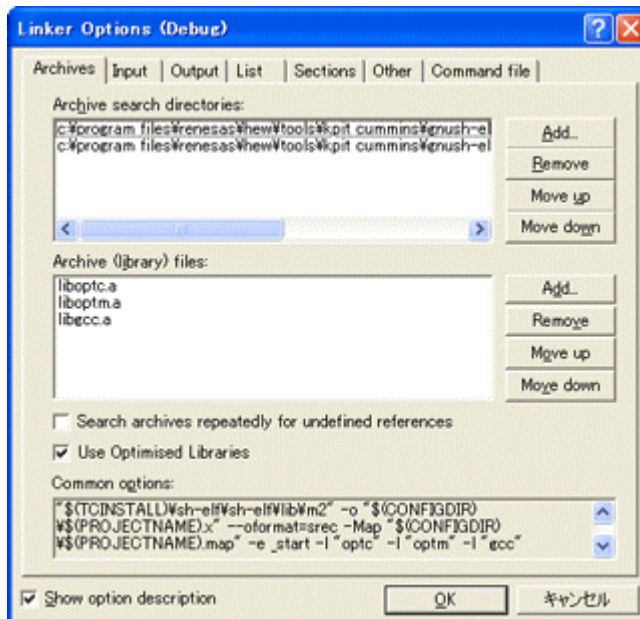 Linker Options (Debug)
Archives Input Output List Sections Other Command file
Archive search directories:
c:¥program files¥renesas¥hew¥tools¥kpit cummins¥gnush-el
c:¥program files¥renesas¥hew¥tools¥kpit cummins¥gnush-el
Add...
Remove
Move up
Move down
Archive (library) files:
liboptc.a
liboptm.a
libgcc.a
Add...
Remove
Move up
Move down
Search archives repeatedly for undefined references
Use Optimised Libraries
Common options:
"$(TCINSTALL)¥sh-elf¥sh-elf¥lib¥m2" -o "$(CONFIGDIR)
¥$(PROJECTNAME).x" --oformat=srec -Map "$(CONFIGDIR)
¥$(PROJECTNAME).map" -e _start -l "optc" -l "optm" -l "gcc"
Show option description
OK
キャンセル